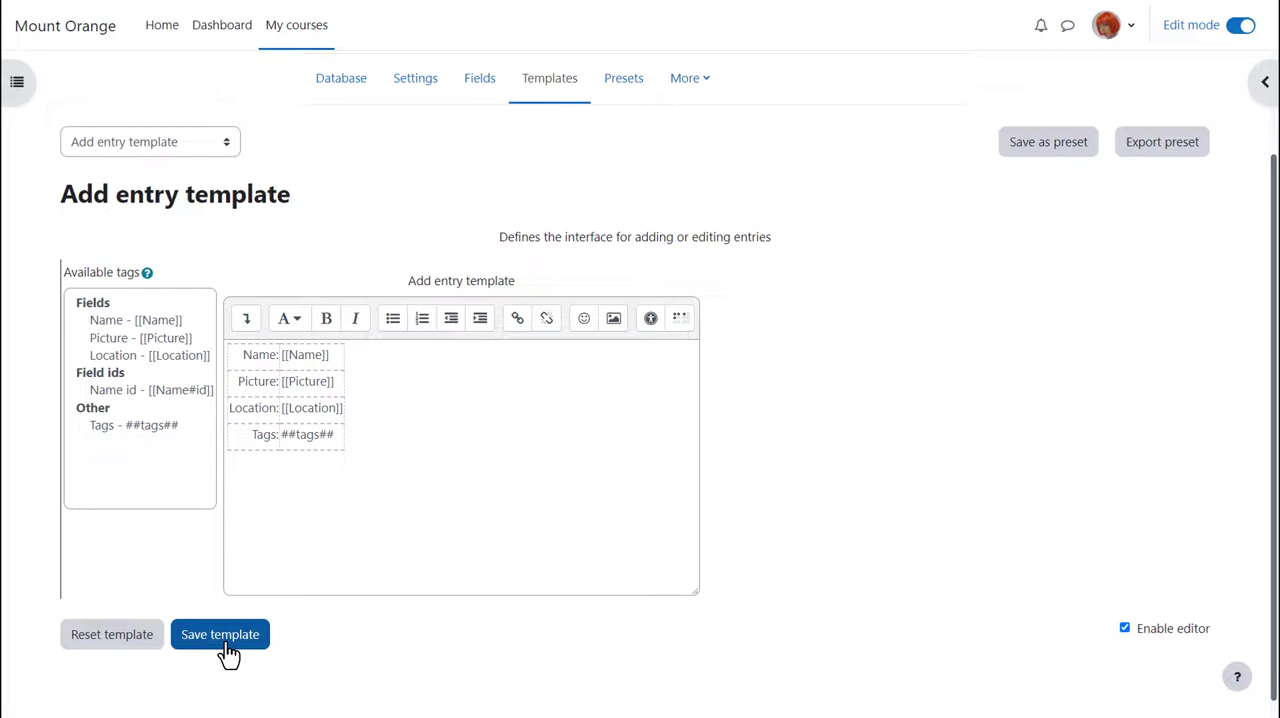 Mount Orange Home Dashboard My courses Edit mode
Database Settings Fields Templates Presets More
Add entry template Save as preset Export preset
Add entry template
Defines the interface for adding or editing entries
Available tags ?
Fields
Name - [[Name]]
Picture - [[Picture]]
Location - [[Location]]
Field ids
Name id - [[Name#id]]
Other
Tags - ##tags##
Add entry template
A B I
Name: [[Name]]
Picture: [[Picture]]
Location: [[Location]]
Tags: ##tags##
Reset template Save template Enable editor
?